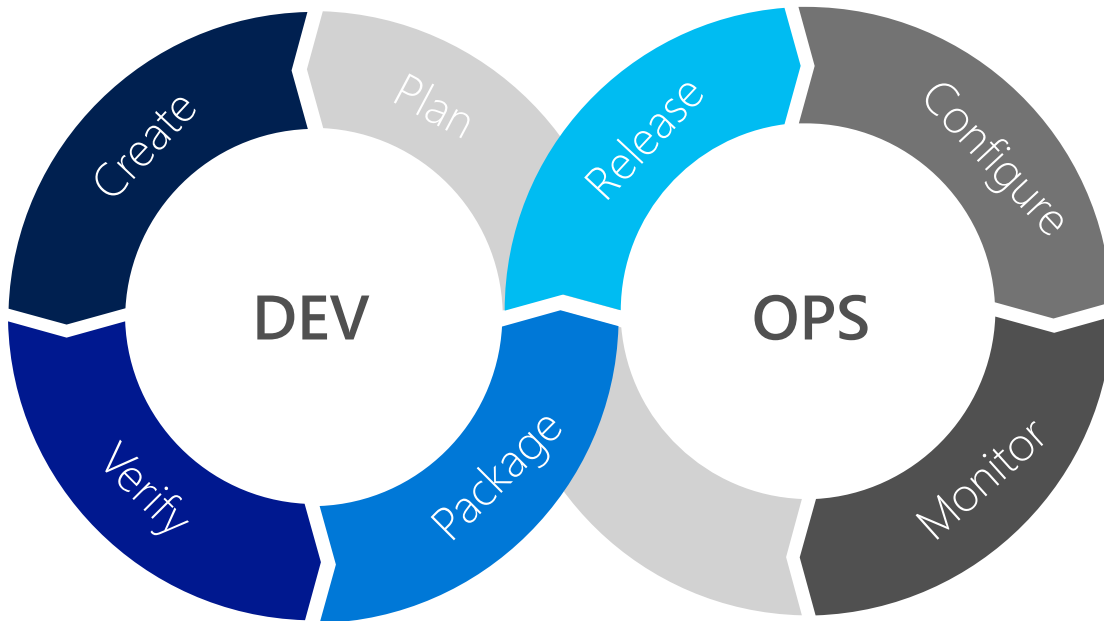 Create
Plan
Release
Configure
DEV
OPS
Verify
Package
Monitor